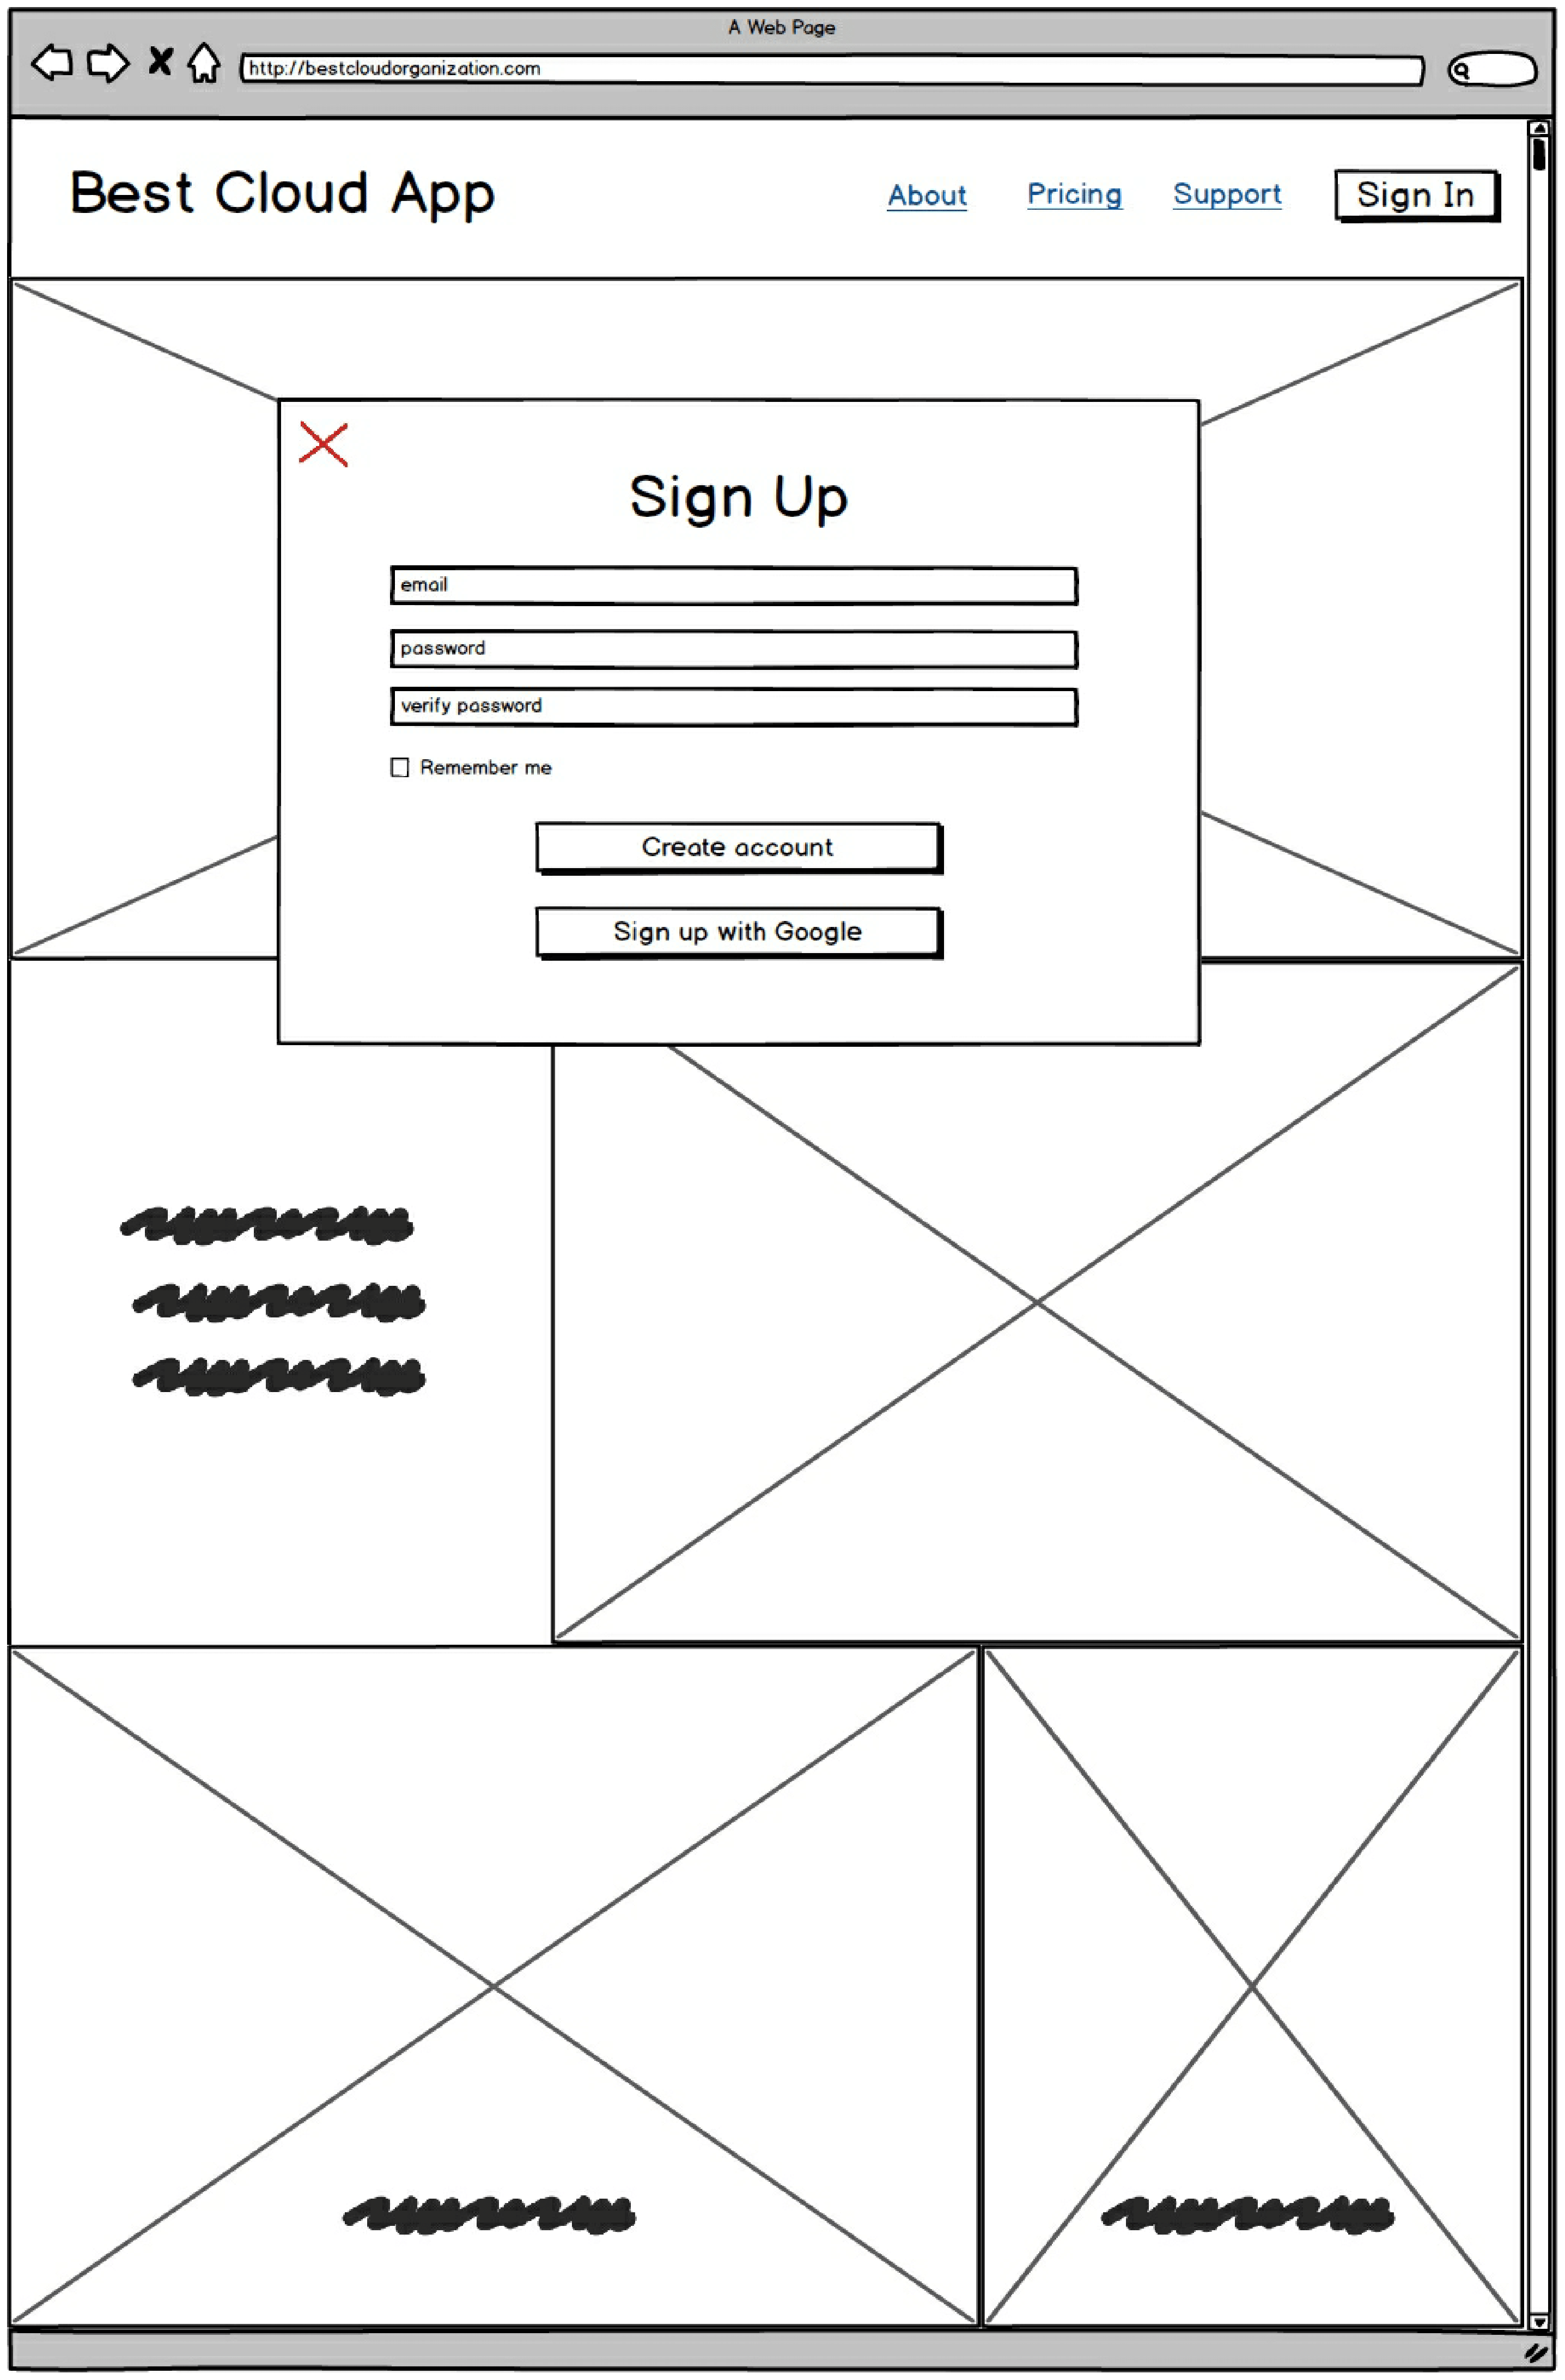 A Web Page
http://bestcloudorganization.com
Best Cloud App About Pricing Support Sign In
Sign Up
email
password
verify password
Remember me
Create account
Sign up with Google